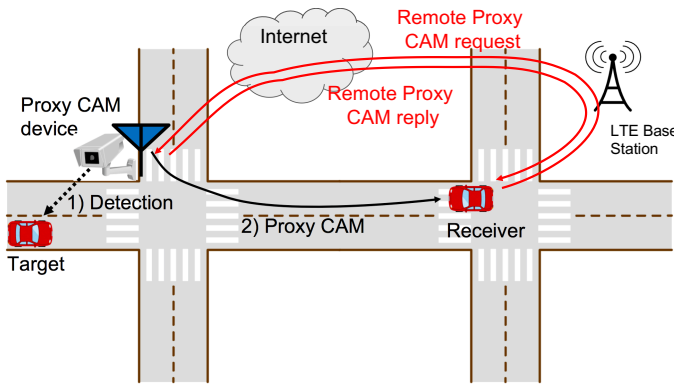 Remote Proxy
CAM request
Internet
Remote Proxy
CAM reply
Proxy CAM
device
LTE Base
Station
1) Detection
2) Proxy CAM
Receiver
Target